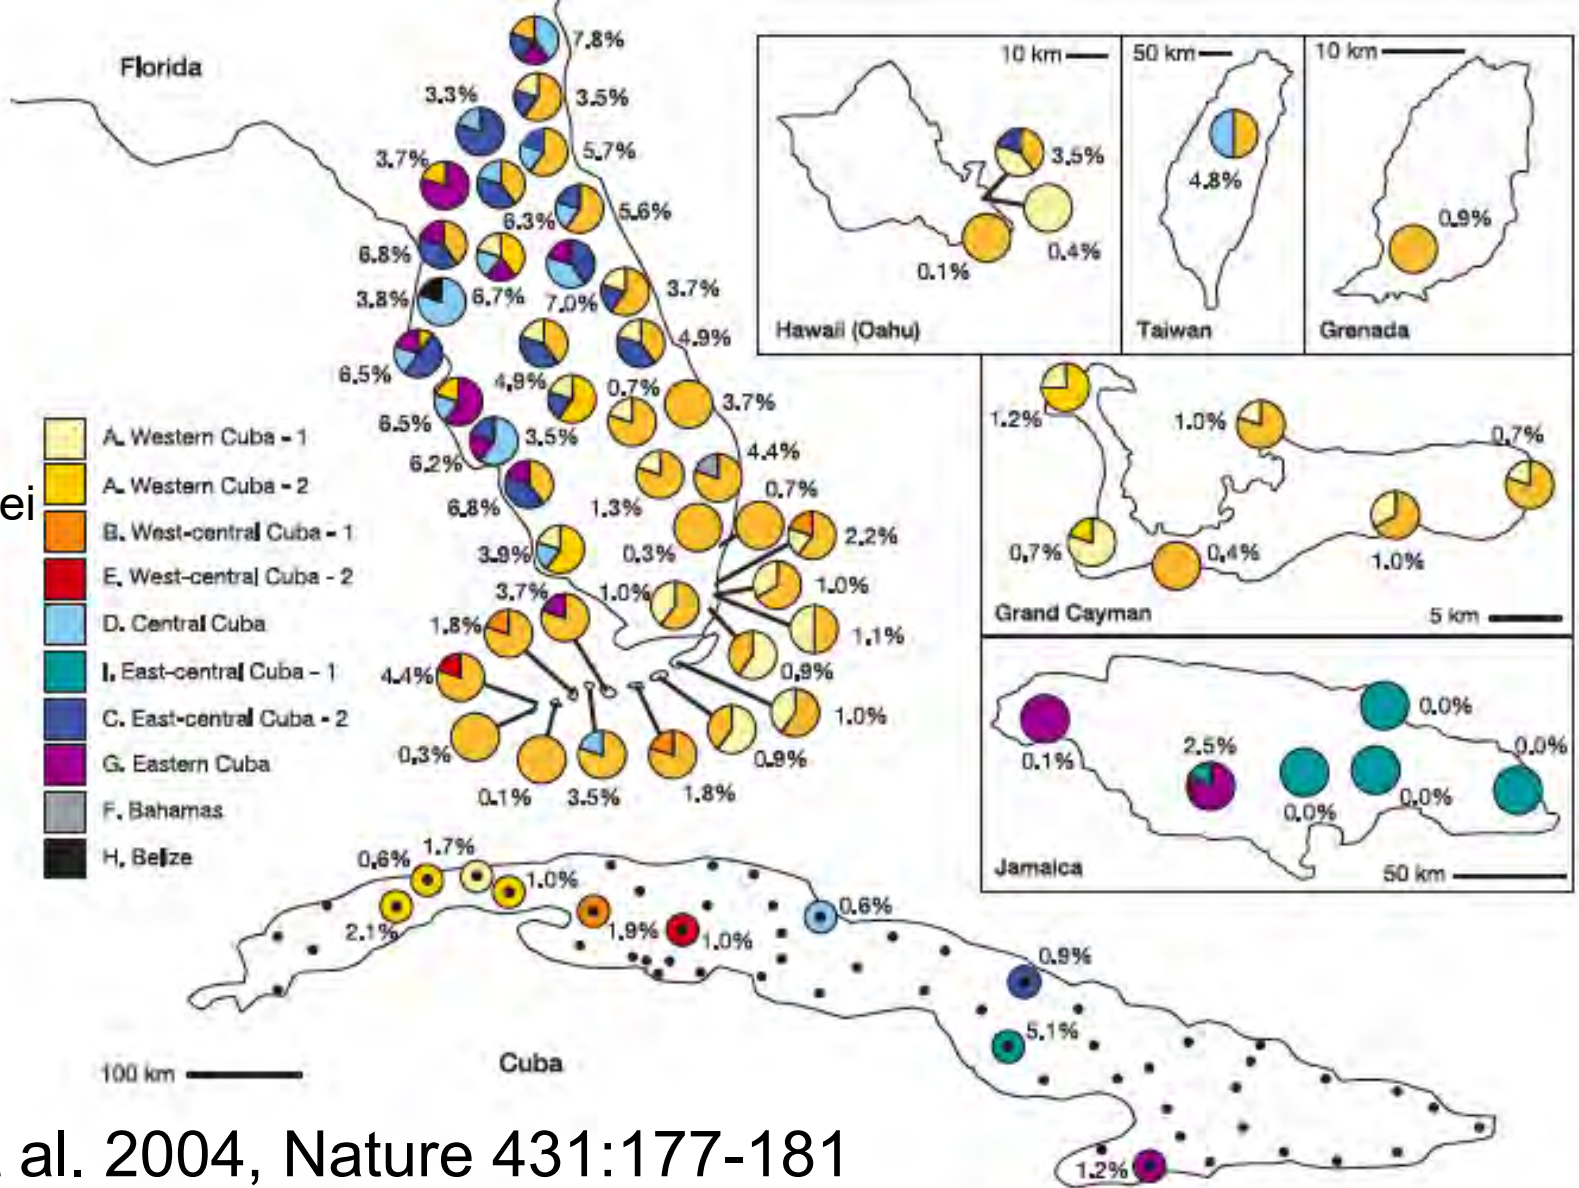 Florida
7.8%
3.5%
3.3%
5.7%
3.7%
6.3%
5.6%
6.8%
3.8%
6.7%
7.0%
3.7%
4.9%
6.5%
4.9%
0.7%
3.7%
6.5%
3.5%
6.2%
4.4%
6.8%
1.3%
0.7%
3.9%
0.3%
2.2%
3.7%
1.0%
1.0%
1.8%
1.1%
4.4%
0.9%
1.0%
0.3%
0.9%
0.1%
3.5%
1.8%
ei
A. Western Cuba - 1
A. Western Cuba - 2
B. West-central Cuba - 1
E. West-central Cuba - 2
D. Central Cuba
I. East-central Cuba - 1
C. East-central Cuba - 2
G. Eastern Cuba
F. Bahamas
H. Belize
10 km
3.5%
0.4%
0.1%
Hawaii (Oahu)
50 km
4.8%
Taiwan
10 km
0.9%
Grenada
1.2%
1.0%
0.7%
0.7%
0.4%
1.0%
Grand Cayman
5 km
0.0%
2.5%
0.0%
0.1%
0.0%
0.0%
Jamaica
50 km
0.6%
1.7%
1.0%
2.1%
1.9%
1.0%
0.6%
0.9%
5.1%
1.2%
100 km
Cuba
al. 2004, Nature 431:177-181